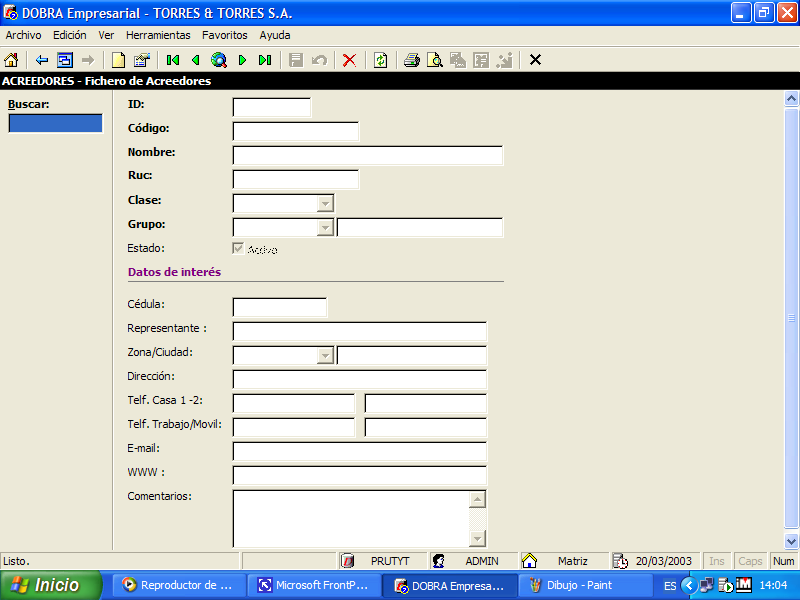 DOBRA Empresarial - TORRES & TORRES S.A.
Archivo Edición Ver Herramientas Favoritos Ayuda
ACREEDORES - Fichero de Acreedores
Buscar:
ID:
Código:
Nombre:
Ruc:
Clase:
Grupo:
Estado: Activo
Datos de interés
Cédula:
Representante :
Zona/Ciudad:
Dirección:
Telf. Casa 1 -2:
Telf. Trabajo/Movil:
E-mail:
WWW :
Comentarios:
Listo. PRUTYT ADMIN Matriz 20/03/2003 Ins Caps Num
Inicio Reproductor de ... Microsoft FrontP... DOBRA Empresa... Dibujo - Paint ES 14:04